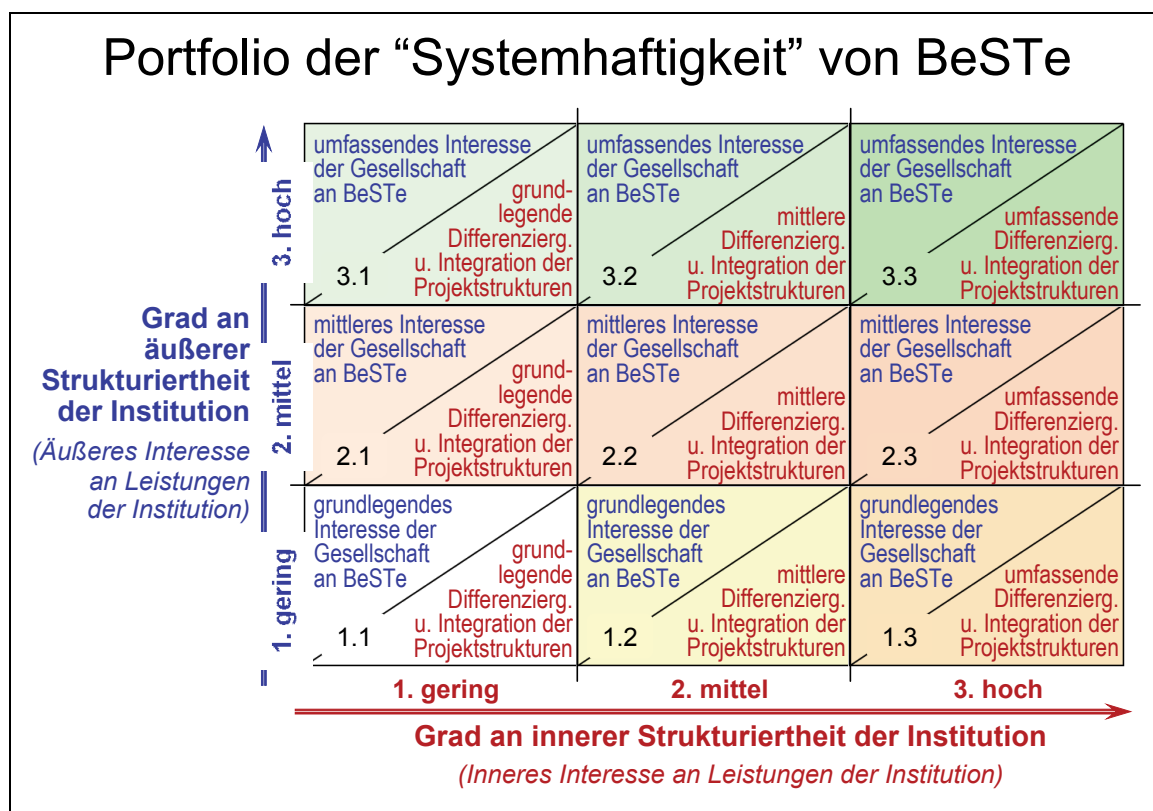 Portfolio der “Systemhaftigkeit” von BeSTe
3. hoch
umfassendes Interesse
der Gesellschaft
an BeSTe
grund-
legende
Differenzierg.
u. Integration der
Projektstrukturen
3.1
umfassendes Interesse
der Gesellschaft
an BeSTe
mittlere
Differenzierg.
u. Integration der
Projektstrukturen
3.2
umfassendes Interesse
der Gesellschaft
an BeSTe
umfassende
Differenzierg.
u. Integration der
Projektstrukturen
3.3
Grad an
äußerer
Strukturiertheit
der Institution
(Äußeres Interesse
an Leistungen
der Institution)
2. mittel
mittleres Interesse
der Gesellschaft
an BeSTe
grund-
legende
Differenzierg.
u. Integration der
Projektstrukturen
2.1
mittleres Interesse
der Gesellschaft
an BeSTe
mittlere
Differenzierg.
u. Integration der
Projektstrukturen
2.2
mittleres Interesse
der Gesellschaft
an BeSTe
umfassende
Differenzierg.
u. Integration der
Projektstrukturen
2.3
1. gering
grundlegendes
Interesse der
Gesellschaft
an BeSTe
grund-
legende
Differenzierg.
u. Integration der
Projektstrukturen
1.1
grundlegendes
Interesse der
Gesellschaft
an BeSTe
mittlere
Differenzierg.
u. Integration der
Projektstrukturen
1.2
grundlegendes
Interesse der
Gesellschaft
an BeSTe
umfassende
Differenzierg.
u. Integration der
Projektstrukturen
1.3
1. gering
2. mittel
3. hoch
Grad an innerer Strukturiertheit der Institution
(Inneres Interesse an Leistungen der Institution)